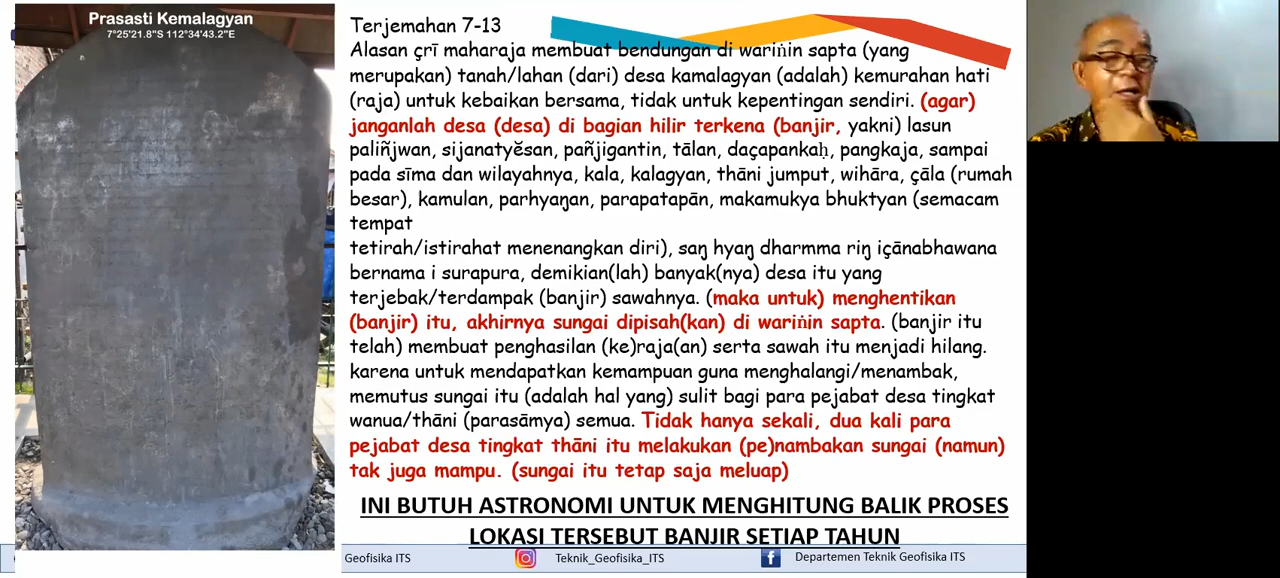 Prasasti Kemalagyan
7°25'21.8"S 112°34'43.2"E
Terjemahan 7-13
Alasan çrī maharaja membuat bendungan di wariṅin sapta (yang
merupakan) tanah/lahan (dari) desa kamalagyan (adalah) kemurahan hati
(raja) untuk kebaikan bersama, tidak untuk kepentingan sendiri. (agar)
janganlah desa (desa) di bagian hilir terkena (banjir, yakni) lasun
paliñjwan, sijanatyĕsan, pañjigantin, tālan, daçapankaḥ, pangkaja, sampai
pada sīma dan wilayahnya, kala, kalagyan, thāni jumput, wihāra, çāla (rumah
besar), kamulan, parhyaŋan, parapatapān, makamukya bhuktyan (semacam
tempat
tetirah/istirahat menenangkan diri), saŋ hyaŋ dharmma riŋ içānabhawana
bernama i surapura, demikian(lah) banyak(nya) desa itu yang
terjebak/terdampak (banjir) sawahnya. (maka untuk) menghentikan
(banjir) itu, akhirnya sungai dipisah(kan) di wariṅin sapta. (banjir itu
telah) membuat penghasilan (ke)raja(an) serta sawah itu menjadi hilang.
karena untuk mendapatkan kemampuan guna menghalangi/menambak,
memutus sungai itu (adalah hal yang) sulit bagi para pejabat desa tingkat
wanua/thāni (parasāmya) semua. Tidak hanya sekali, dua kali para
pejabat desa tingkat thāni itu melakukan (pe)nambakan sungai (namun)
tak juga mampu. (sungai itu tetap saja meluap)
INI BUTUH ASTRONOMI UNTUK MENGHITUNG BALIK PROSES
LOKASI TERSEBUT BANJIR SETIAP TAHUN
Geofisika ITS Teknik_Geofisika_ITS Departemen Teknik Geofisika ITS